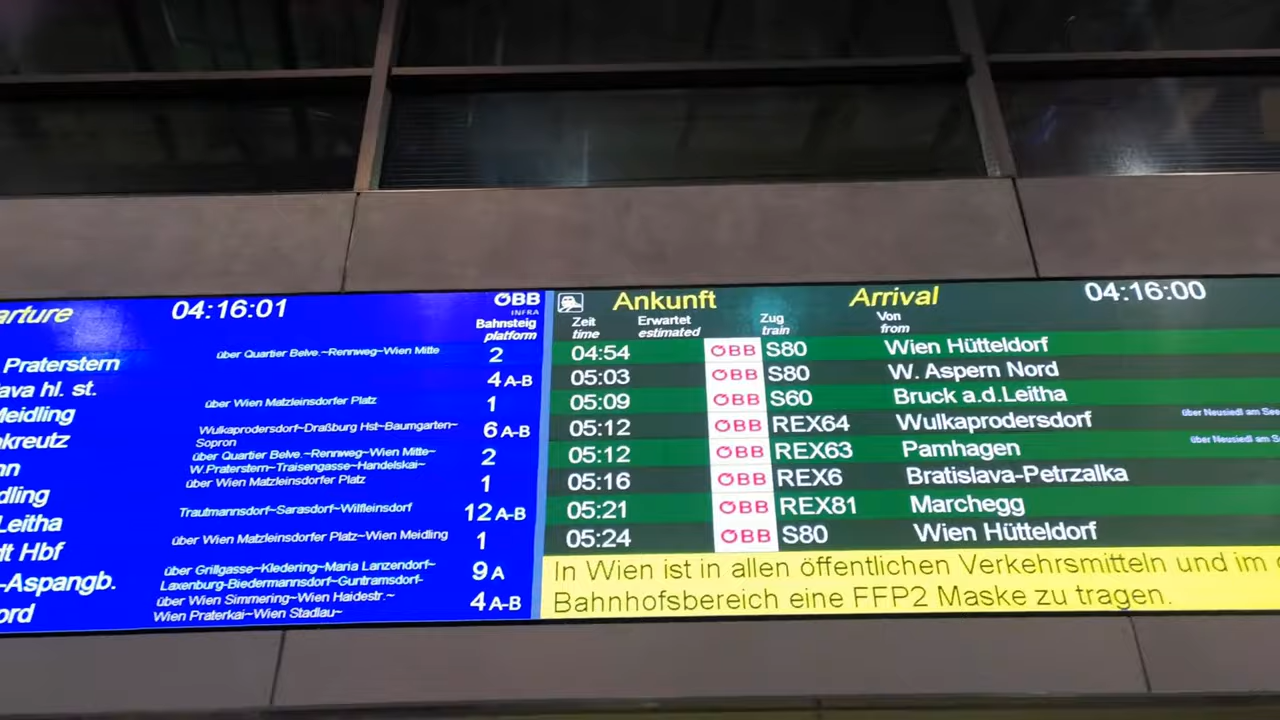 arture 04:16:01 ÖBB
INFRA
Bahnsteig
platform
Praterstern über Quartier Belve.~Rennweg~Wien Mitte 2
ava hl. st. 4 A-B
Meidling über Wien Matzleinsdorfer Platz 1
kreutz Wulkaprodersdorf~Draßburg Hst~Baumgarten~ 6 A-B
Sopron
über Quartier Belve.~Rennweg~Wien Mitte~ 2
W.Praterstern~Traisengasse~Handelskai~
dling über Wien Matzleinsdorfer Platz 1
Leitha Trautmannsdorf~Sarasdorf~Wilfleinsdorf 12 A-B
dt Hbf über Wien Matzleinsdorfer Platz~Wien Meidling 1
-Aspangb. über Grillgasse~Kledering~Maria Lanzendorf~ 9 A
Laxenburg-Biedermannsdorf~Guntramsdorf-
ord über Wien Simmering~Wien Haidestr.~ 4 A-B
Wien Praterkai~Wien Stadlau~
Ankunft Arrival 04:16:00
Zeit Erwartet Zug Von
time estimated train from
04:54 ÖBB S80 Wien Hütteldorf
05:03 ÖBB S80 W. Aspern Nord
05:09 ÖBB S60 Bruck a.d.Leitha
05:12 ÖBB REX64 Wulkaprodersdorf über Neusiedl am See
05:12 ÖBB REX63 Pamhagen über Neusiedl am S
05:16 ÖBB REX6 Bratislava-Petrzalka
05:21 ÖBB REX81 Marchegg
05:24 ÖBB S80 Wien Hütteldorf
In Wien ist in allen öffentlichen Verkehrsmitteln und im
Bahnhofsbereich eine FFP2 Maske zu tragen.